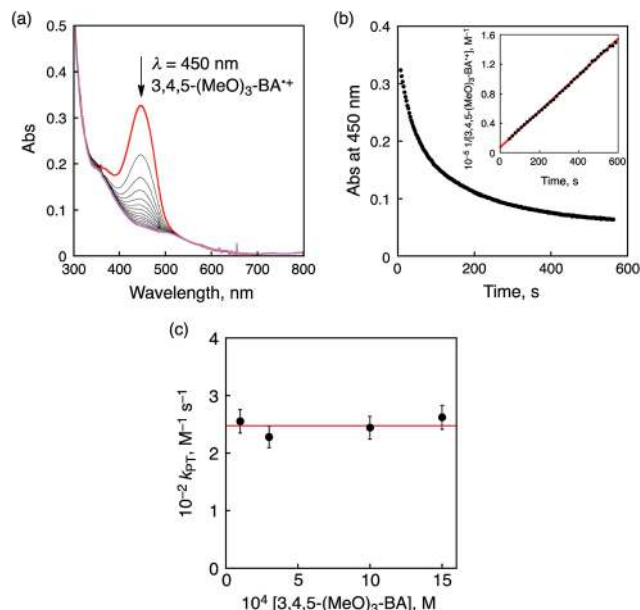 (a)
Abs
0.5
0.4
0.3
0.2
0.1
0
λ = 450 nm
3,4,5-(MeO)₃-BA•⁺
300 400 500 600 700 800
Wavelength, nm
(b)
Abs at 450 nm
0.4
0.3
0.2
0.1
0
0 200 400 600
Time, s
10⁻⁵ 1/[3,4,5-(MeO)₃-BA•⁺], M⁻¹
1.6
1.2
0.8
0.4
0
0 200 400 600
Time, s
(c)
10⁻² k_PT, M⁻¹ s⁻¹
4
3
2
1
0
0 5 10 15
10⁴ [3,4,5-(MeO)₃-BA], M